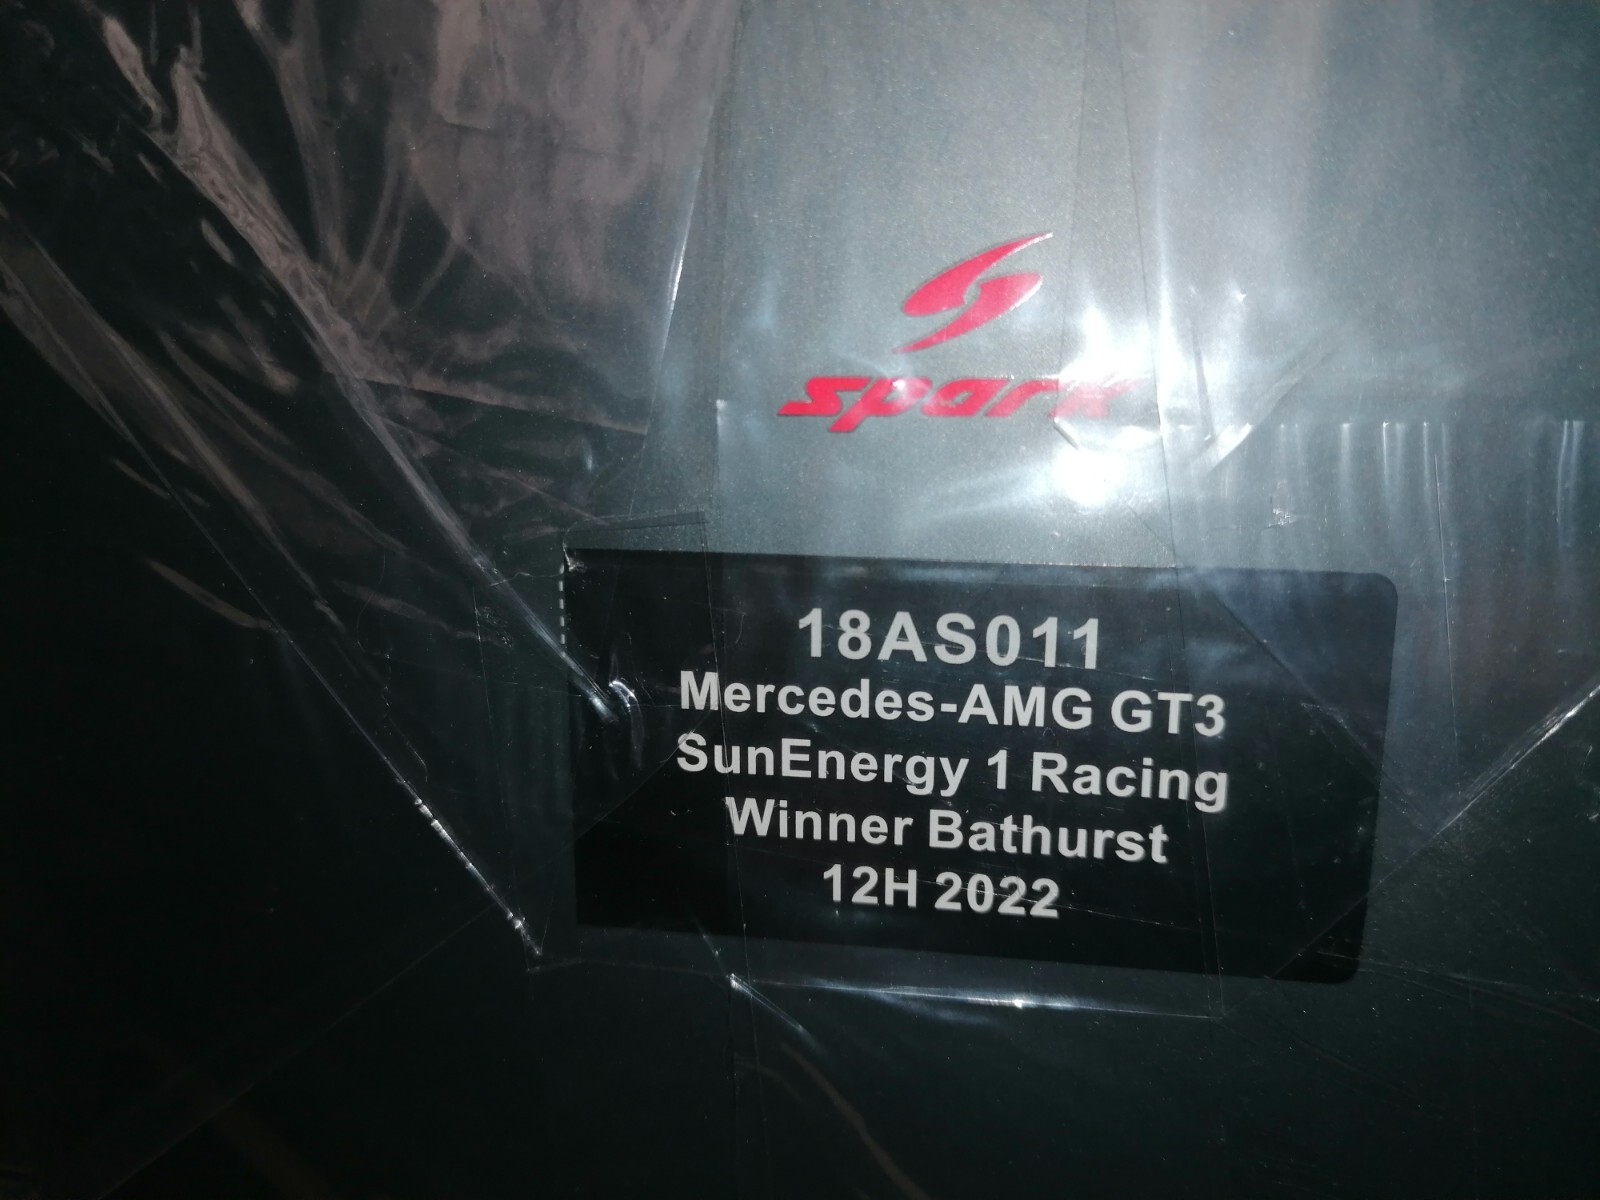 spark
18AS011
Mercedes-AMG GT3
SunEnergy 1 Racing
Winner Bathurst
12H 2022